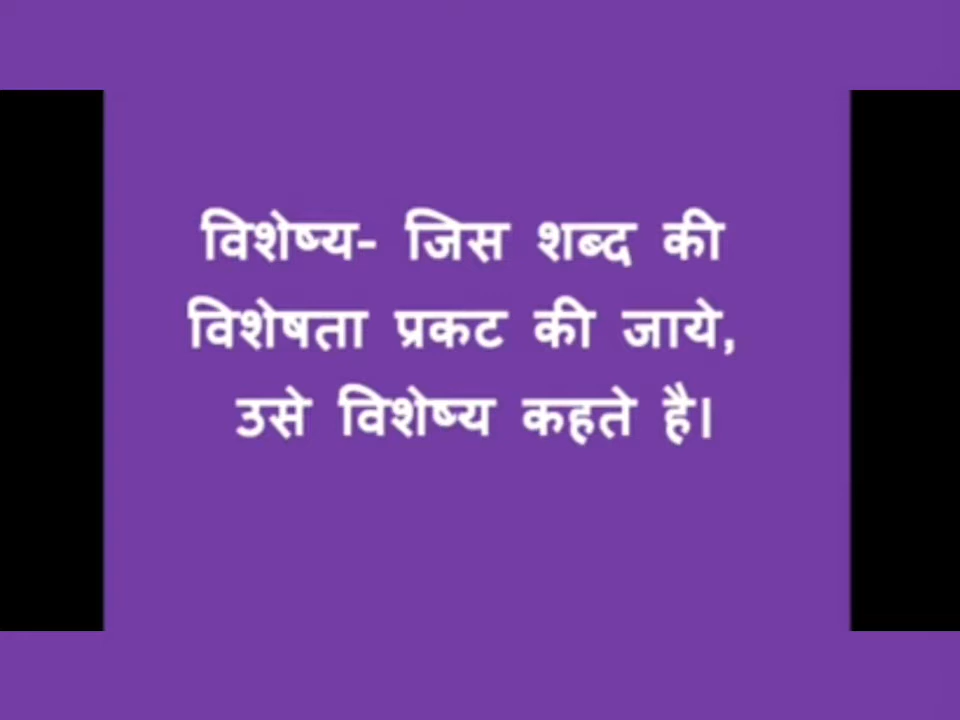 विशेष्य- जिस शब्द की
विशेषता प्रकट की जाये,
उसे विशेष्य कहते है।